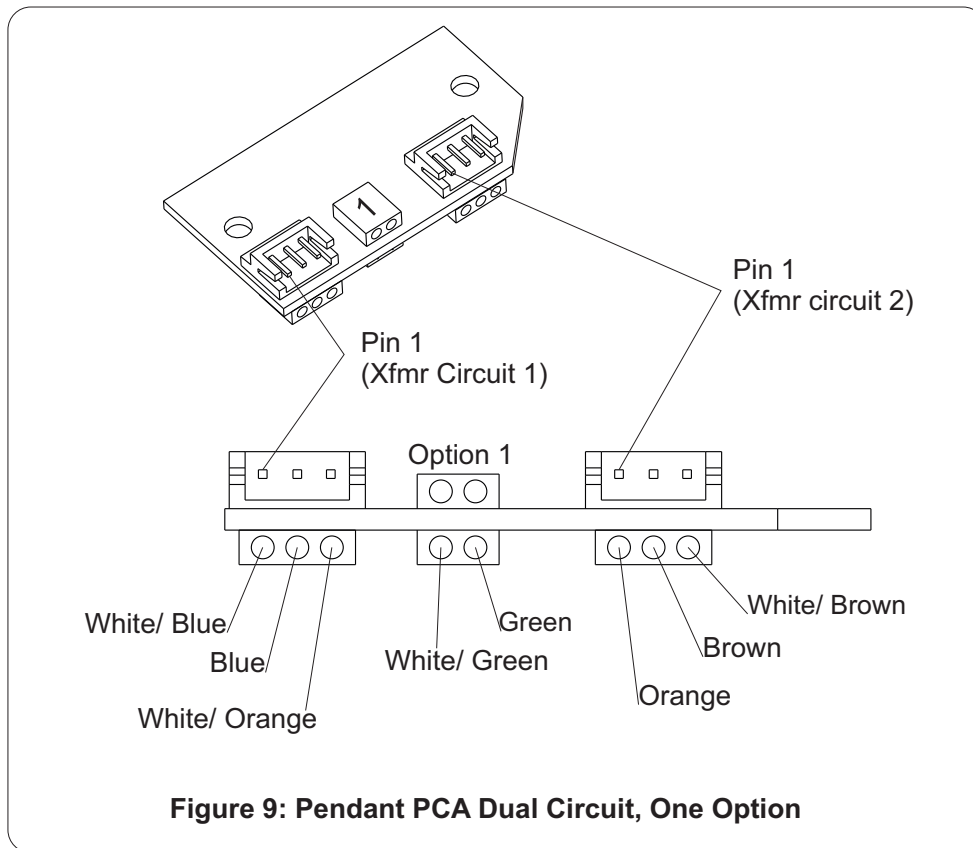 1
Pin 1
(Xfmr circuit 2)
Pin 1
(Xfmr Circuit 1)
Option 1
White/ Blue
Blue
White/ Orange
White/ Green
Green
White/ Brown
Brown
Orange
Figure 9: Pendant PCA Dual Circuit, One Option